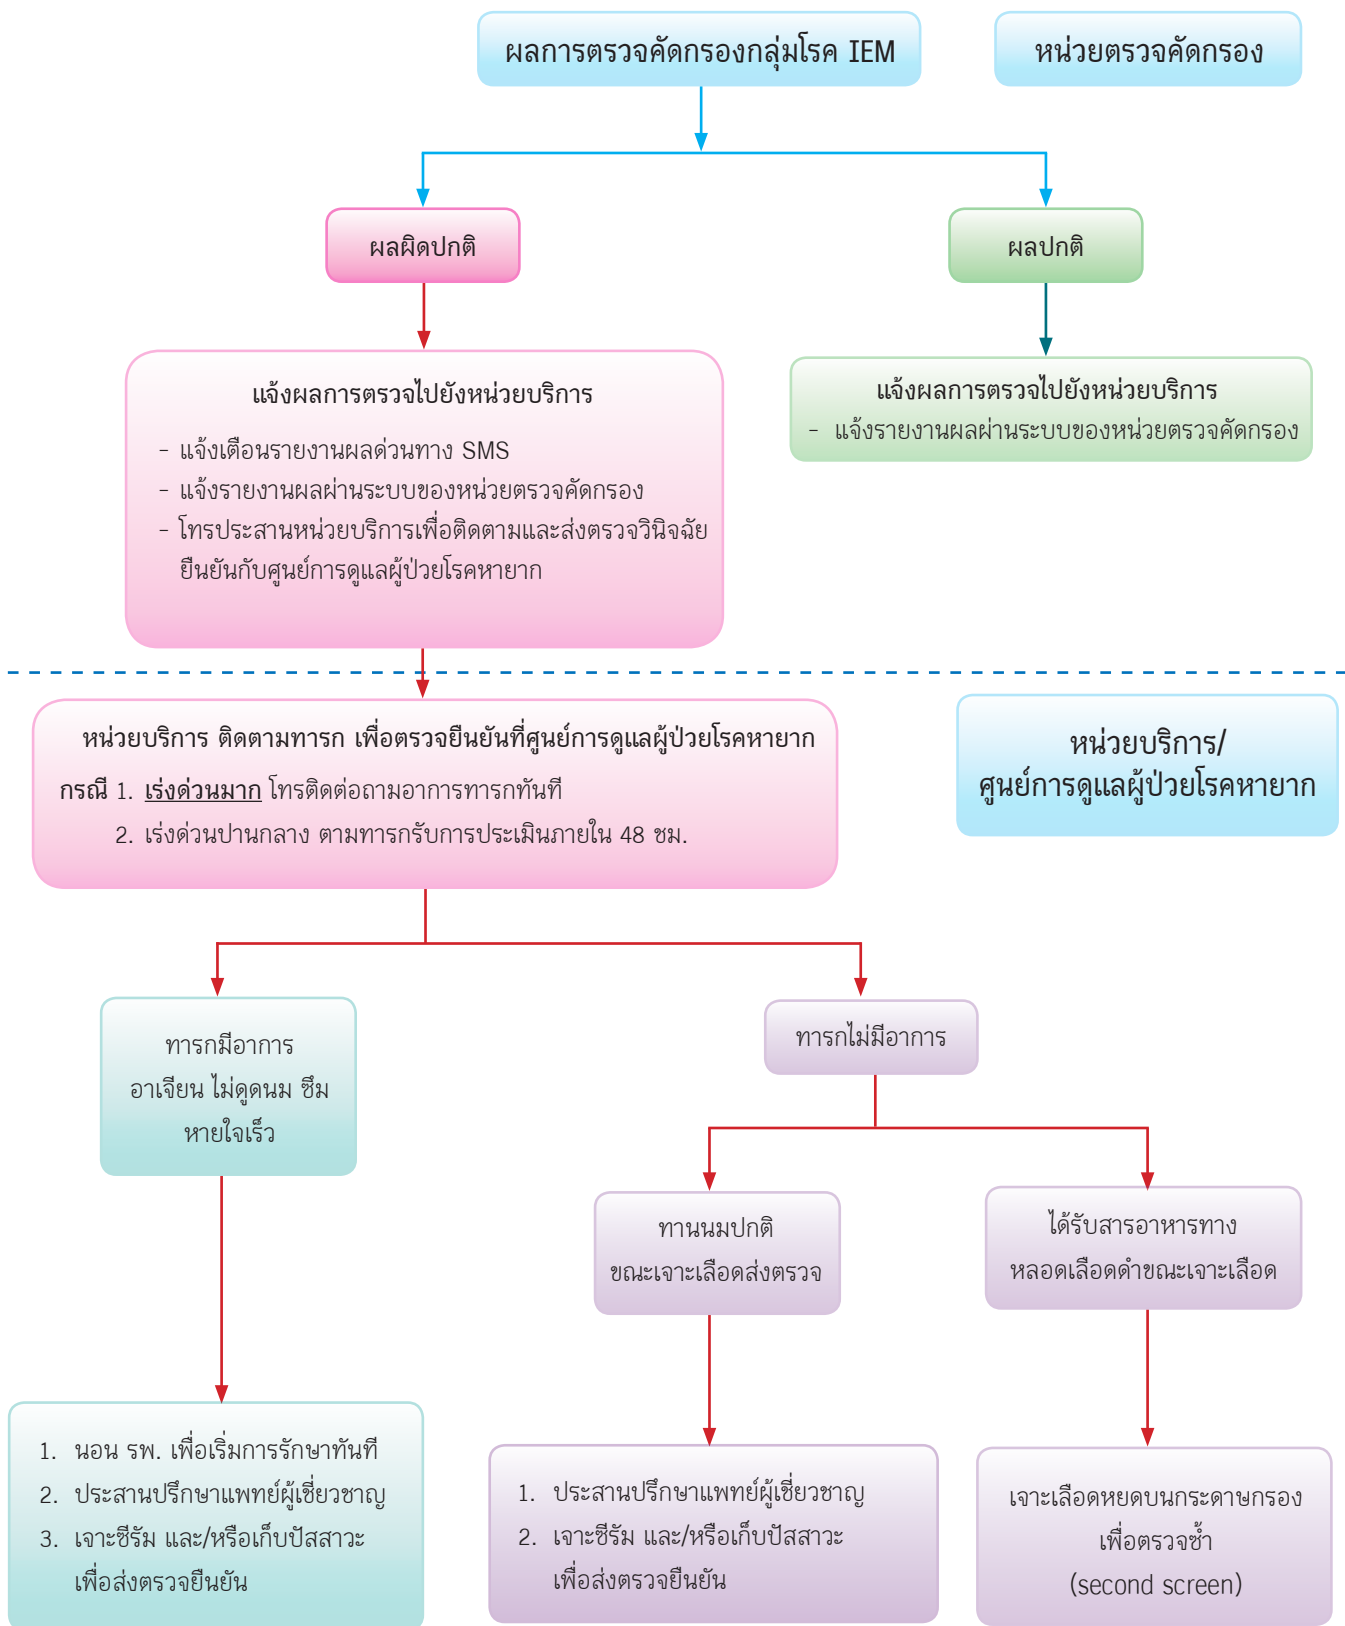 ผลการตรวจคัดกรองกลุ่มโรค IEM
หน่วยตรวจคัดกรอง
ผลผิดปกติ
ผลปกติ
แจ้งผลการตรวจไปยังหน่วยบริการ
- แจ้งเตือนรายงานผลด่วนทาง SMS
- แจ้งรายงานผลผ่านระบบของหน่วยตรวจคัดกรอง
- โทรประสานหน่วยบริการเพื่อติดตามและส่งตรวจวินิจฉัย
ยืนยันกับศูนย์การดูแลผู้ป่วยโรคหายาก
แจ้งผลการตรวจไปยังหน่วยบริการ
- แจ้งรายงานผลผ่านระบบของหน่วยตรวจคัดกรอง
หน่วยบริการ ติดตามทารก เพื่อตรวจยืนยันที่ศูนย์การดูแลผู้ป่วยโรคหายาก
กรณี 1. เร่งด่วนมาก โทรติดต่อถามอาการทารกทันที
2. เร่งด่วนปานกลาง ตามทารกรับการประเมินภายใน 48 ชม.
หน่วยบริการ/
ศูนย์การดูแลผู้ป่วยโรคหายาก
ทารกมีอาการ
อาเจียน ไม่ดูดนม ซึม
หายใจเร็ว
ทารกไม่มีอาการ
ทานนมปกติ
ขณะเจาะเลือดส่งตรวจ
ได้รับสารอาหารทาง
หลอดเลือดดำขณะเจาะเลือด
1. นอน รพ. เพื่อเริ่มการรักษาทันที
2. ประสานปรึกษาแพทย์ผู้เชี่ยวชาญ
3. เจาะซีรัม และ/หรือเก็บปัสสาวะ
เพื่อส่งตรวจยืนยัน
1. ประสานปรึกษาแพทย์ผู้เชี่ยวชาญ
2. เจาะซีรัม และ/หรือเก็บปัสสาวะ
เพื่อส่งตรวจยืนยัน
เจาะเลือดหยดบนกระดาษกรอง
เพื่อตรวจซ้ำ
(second screen)